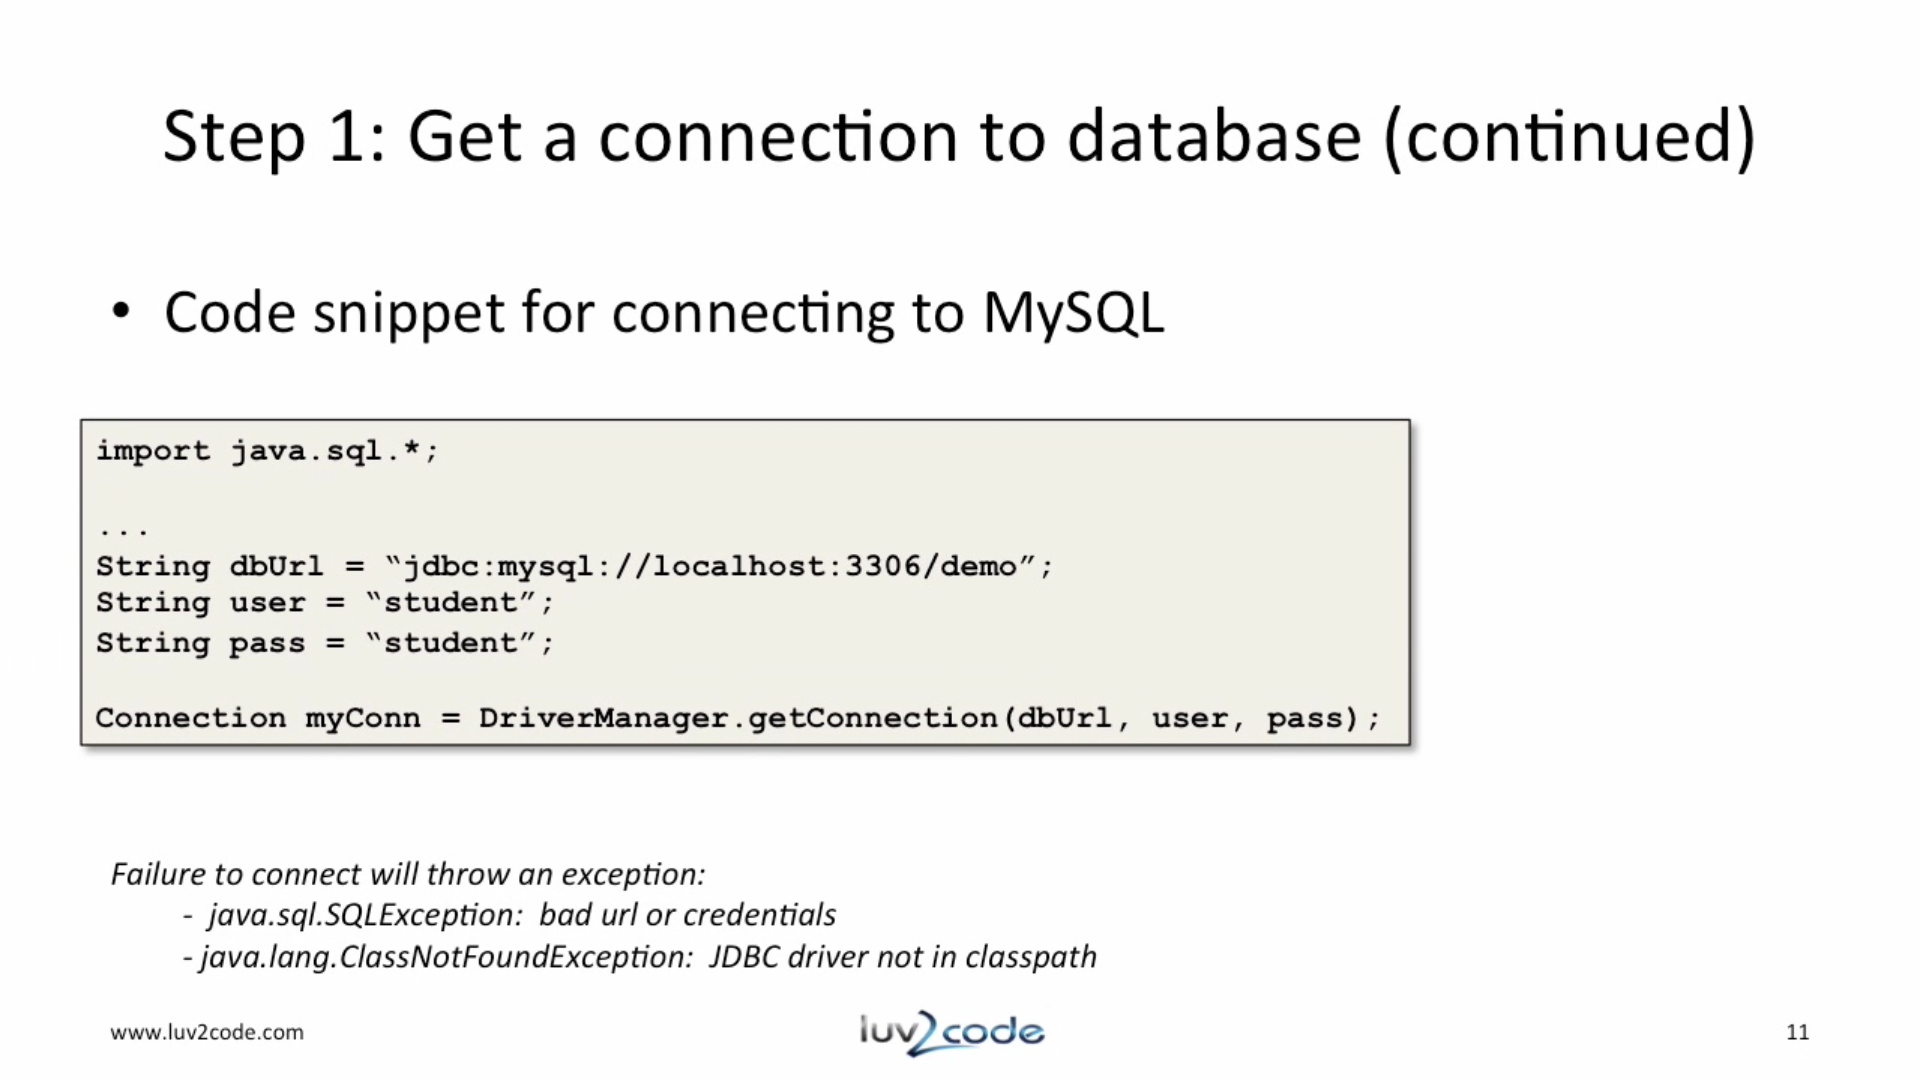 Step 1: Get a connection to database (continued)
• Code snippet for connecting to MySQL
import java.sql.*;
...
String dbUrl = “jdbc:mysql://localhost:3306/demo”;
String user = “student”;
String pass = “student”;
Connection myConn = DriverManager.getConnection(dbUrl, user, pass);
Failure to connect will throw an exception:
- java.sql.SQLException: bad url or credentials
- java.lang.ClassNotFoundException: JDBC driver not in classpath
www.luv2code.com
luv2code
11